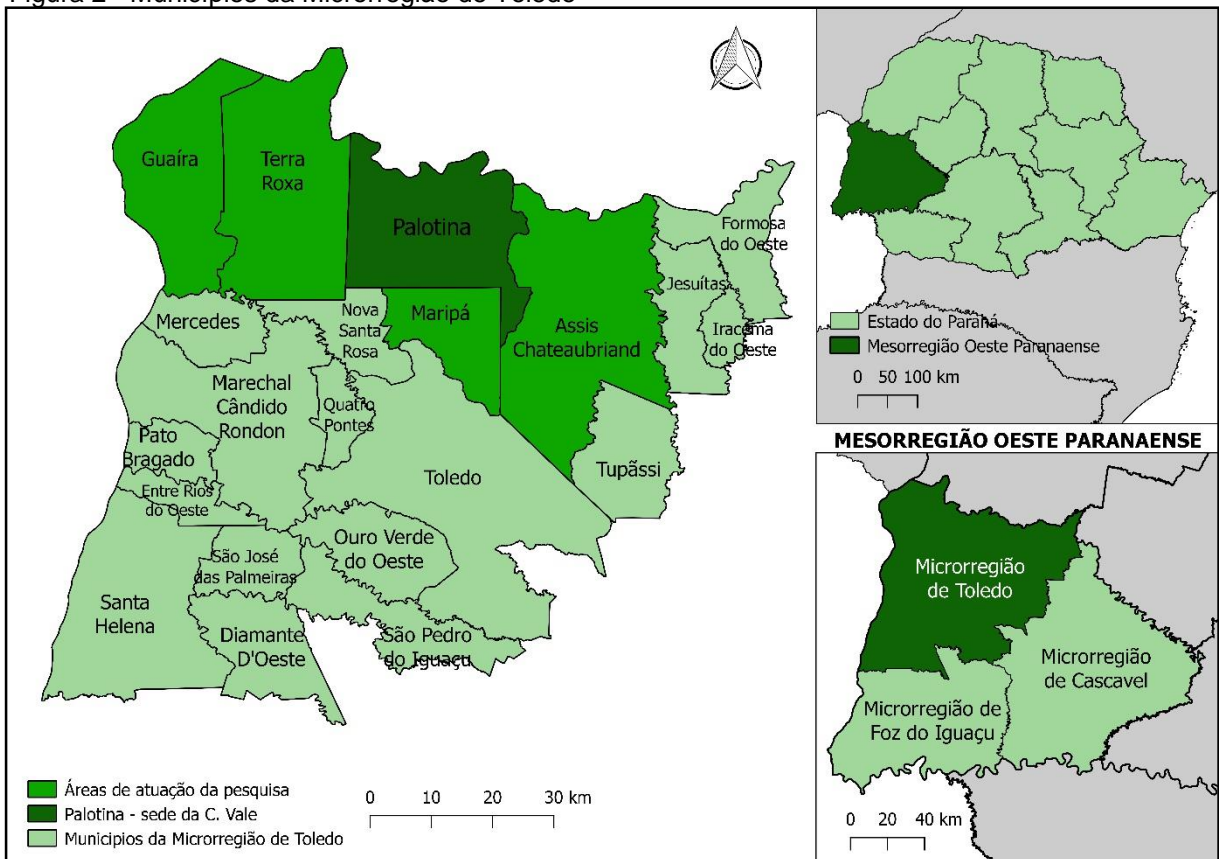 Figura 2 - Municípios da Microrregião de Toledo
Guaíra
Terra
Roxa
Palotina
Formosa
do Oeste
Jesuítas
Iracema
do Oeste
Assis
Chateaubriand
Maripá
Nova
Santa
Rosa
Mercedes
Marechal
Cândido
Rondon
Quatro
Pontes
Pato
Bragado
Entre Rios
do Oeste
Toledo
Tupãssi
Ouro Verde
do Oeste
São José
das Palmeiras
Santa
Helena
Diamante
D'Oeste
São Pedro
do Iguaçu
Áreas de atuação da pesquisa
Palotina - sede da C. Vale
Municipios da Microrregião de Toledo
0 10 20 30 km
Estado do Paraná
Mesorregião Oeste Paranaense
0 50 100 km
MESORREGIÃO OESTE PARANAENSE
Microrregião
de Toledo
Microrregião
de Cascavel
Microrregião de
Foz do Iguaçu
0 20 40 km